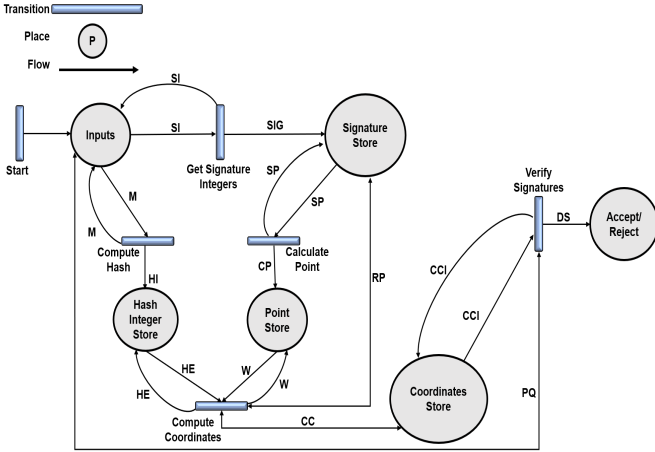 Transition
Place
P
Flow
SI
Inputs
SI
SIG
Signature
Store
Start
Get Signature
Integers
SP
SP
M
M
Compute
Hash
Calculate
Point
HI
CP
RP
Verify
Signatures
DS
Accept/
Reject
CCI
CCI
Hash
Integer
Store
Point
Store
HE
HE
W
W
Compute
Coordinates
CC
Coordinates
Store
PQ